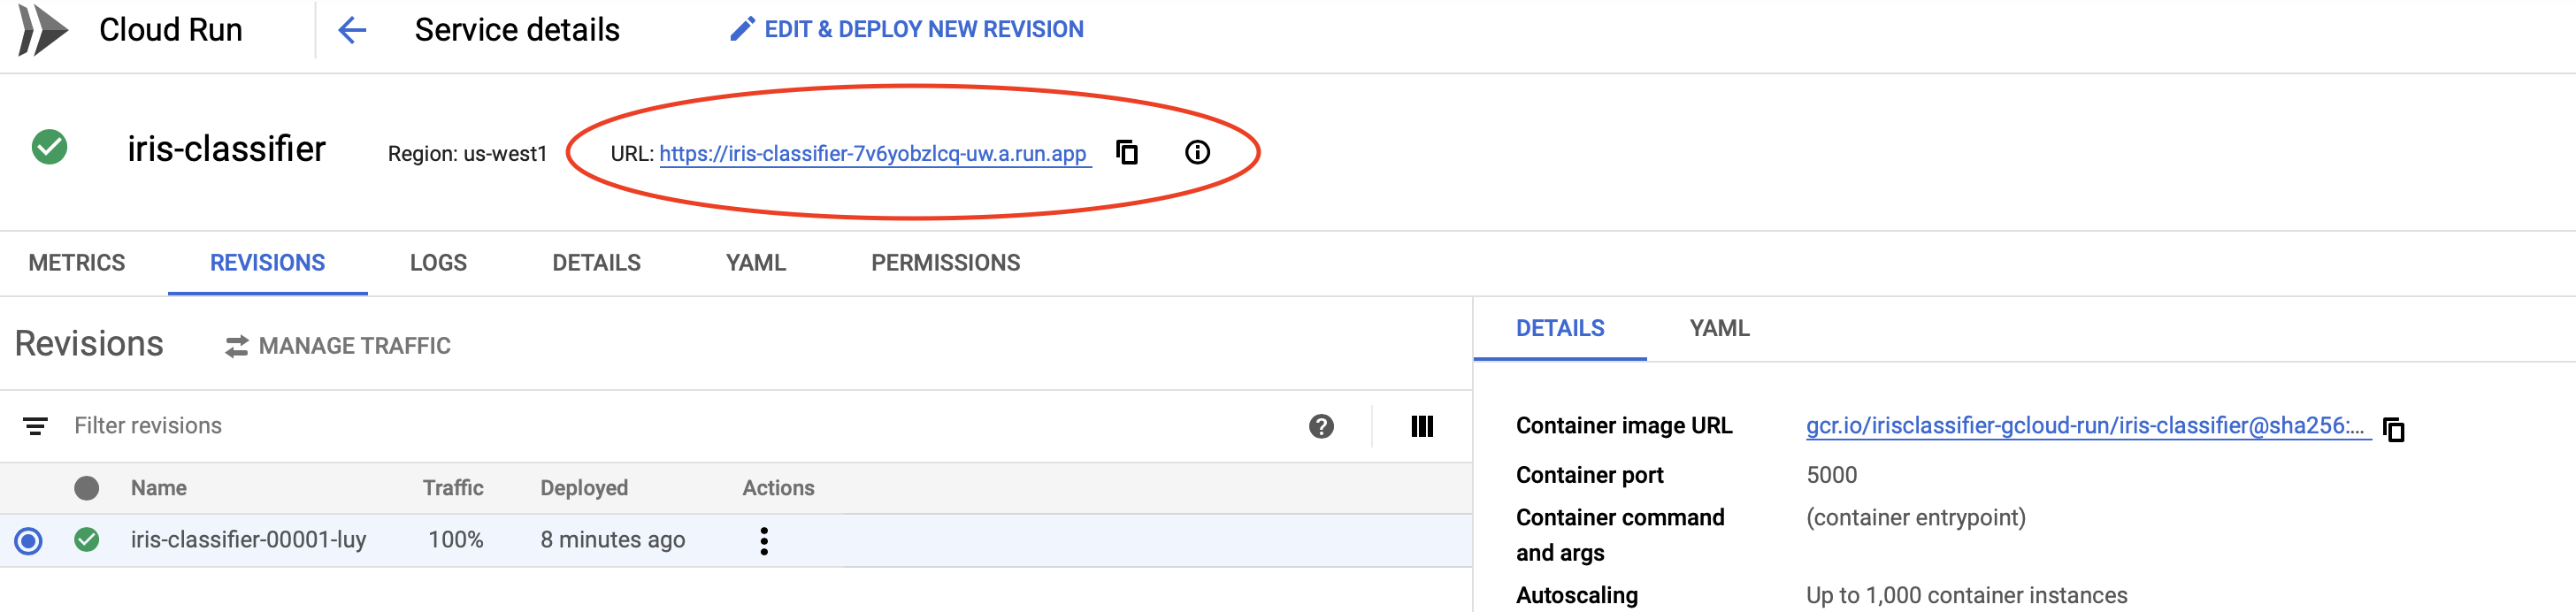 Cloud Run
Service details
EDIT & DEPLOY NEW REVISION
iris-classifier
Region: us-west1
URL: https://iris-classifier-7v6yobzlcq-uw.a.run.app
METRICS REVISIONS LOGS DETAILS YAML PERMISSIONS
Revisions
MANAGE TRAFFIC
Filter revisions
Name Traffic Deployed Actions
iris-classifier-00001-luy 100% 8 minutes ago
DETAILS YAML
Container image URL gcr.io/irisclassifier-gcloud-run/iris-classifier@sha256:...
Container port 5000
Container command (container entrypoint)
and args
Autoscaling Up to 1,000 container instances